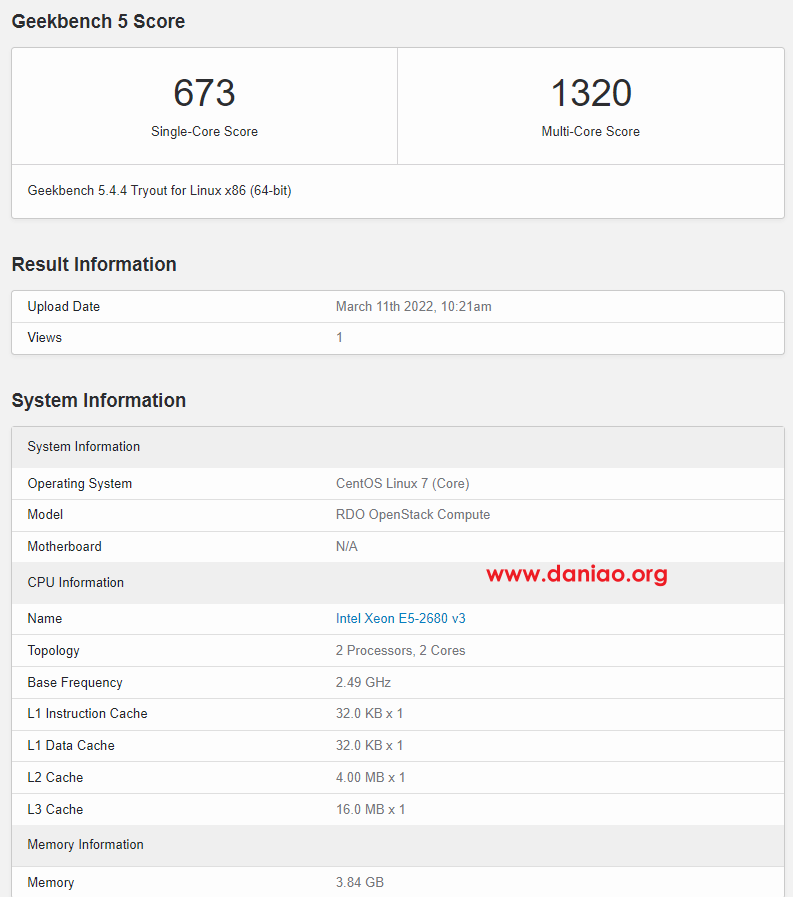 Geekbench 5 Score
673 1320
Single-Core Score Multi-Core Score
Geekbench 5.4.4 Tryout for Linux x86 (64-bit)
Result Information
Upload Date March 11th 2022, 10:21am
Views 1
System Information
System Information
Operating System CentOS Linux 7 (Core)
Model RDO OpenStack Compute
Motherboard N/A
www.daniao.org
CPU Information
Name Intel Xeon E5-2680 v3
Topology 2 Processors, 2 Cores
Base Frequency 2.49 GHz
L1 Instruction Cache 32.0 KB x 1
L1 Data Cache 32.0 KB x 1
L2 Cache 4.00 MB x 1
L3 Cache 16.0 MB x 1
Memory Information
Memory 3.84 GB